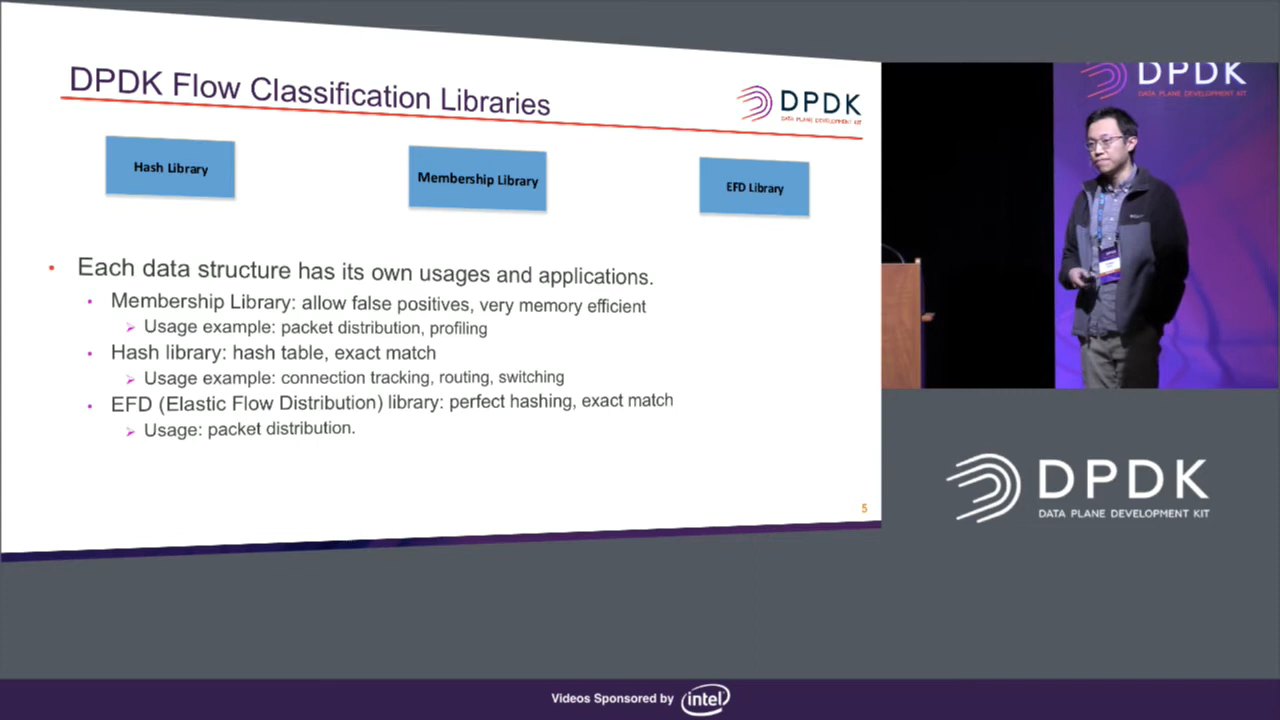 DPDK Flow Classification Libraries
DPDK
DATA PLANE DEVELOPMENT KIT
Hash Library
Membership Library
EFD Library
• Each data structure has its own usages and applications.
• Membership Library: allow false positives, very memory efficient
➢ Usage example: packet distribution, profiling
• Hash library: hash table, exact match
➢ Usage example: connection tracking, routing, switching
• EFD (Elastic Flow Distribution) library: perfect hashing, exact match
➢ Usage: packet distribution.
5
DPDK
DATA PLANE DEVELOPMENT KIT
DPDK
DATA PLANE DEVELOPMENT KIT
Videos Sponsored by intel